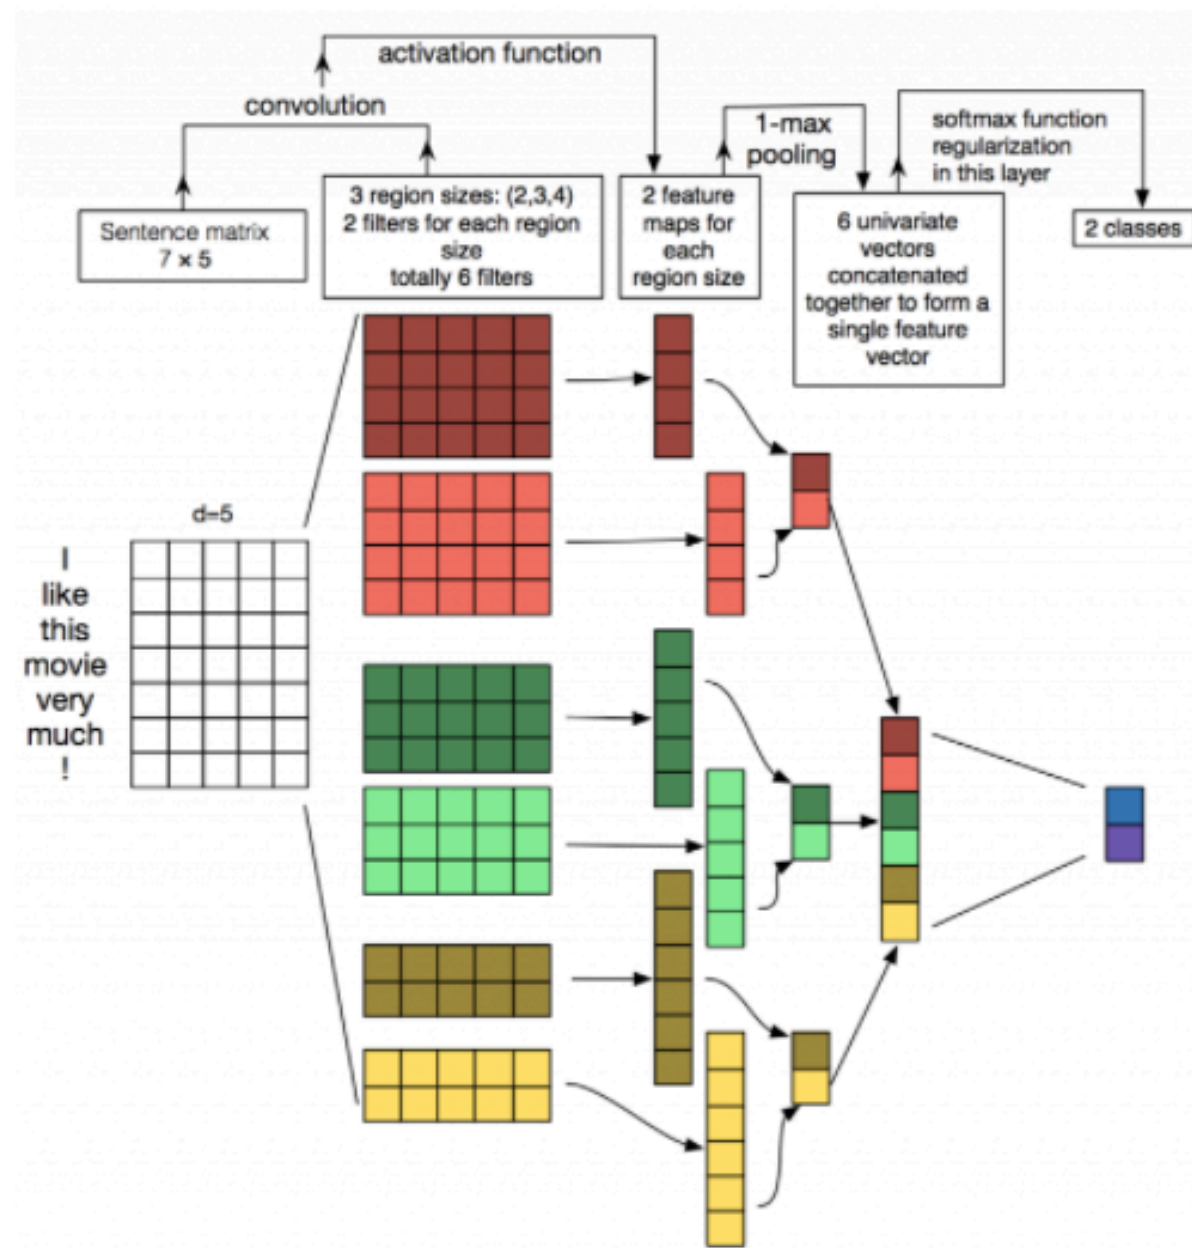 activation function
convolution
1-max
pooling
softmax function
regularization
in this layer
Sentence matrix
7 × 5
3 region sizes: (2,3,4)
2 filters for each region
size
totally 6 filters
2 feature
maps for
each
region size
6 univariate
vectors
concatenated
together to form a
single feature
vector
2 classes
d=5
I
like
this
movie
very
much
!